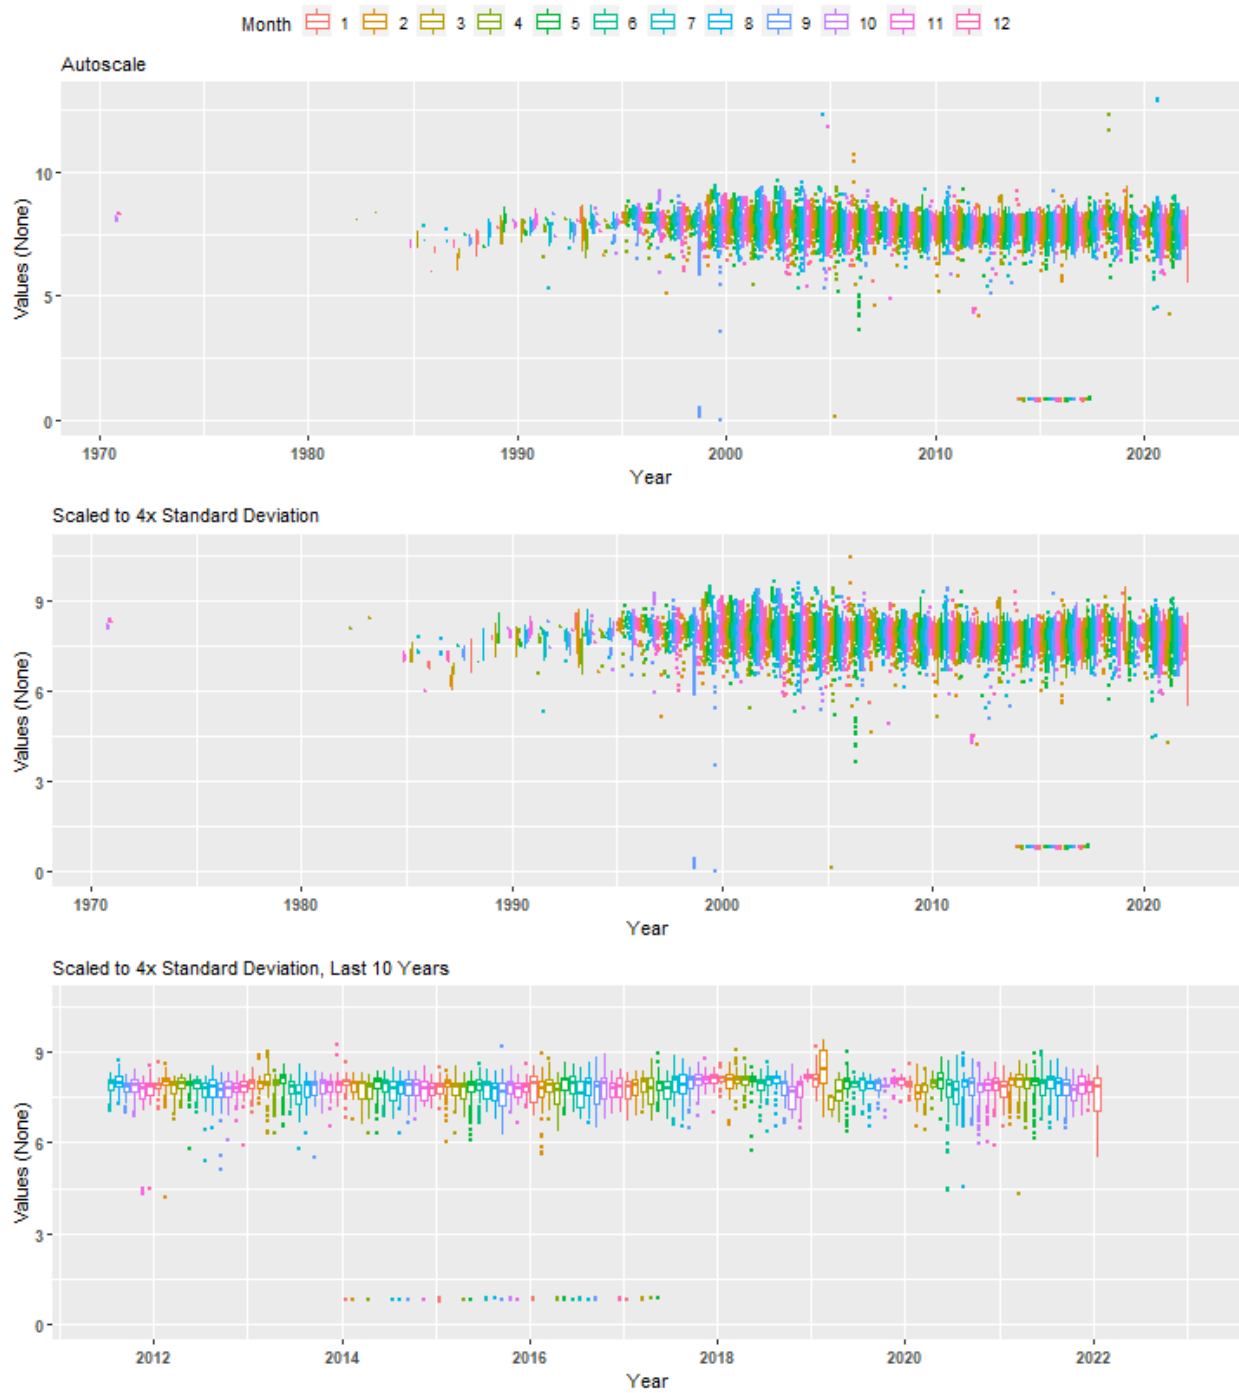 Month 1 2 3 4 5 6 7 8 9 10 11 12
Autoscale
Values (None)
10
5
0
1970 1980 1990 2000 2010 2020
Year
Scaled to 4x Standard Deviation
Values (None)
9
6
3
0
1970 1980 1990 2000 2010 2020
Year
Scaled to 4x Standard Deviation, Last 10 Years
Values (None)
9
6
3
0
2012 2014 2016 2018 2020 2022
Year